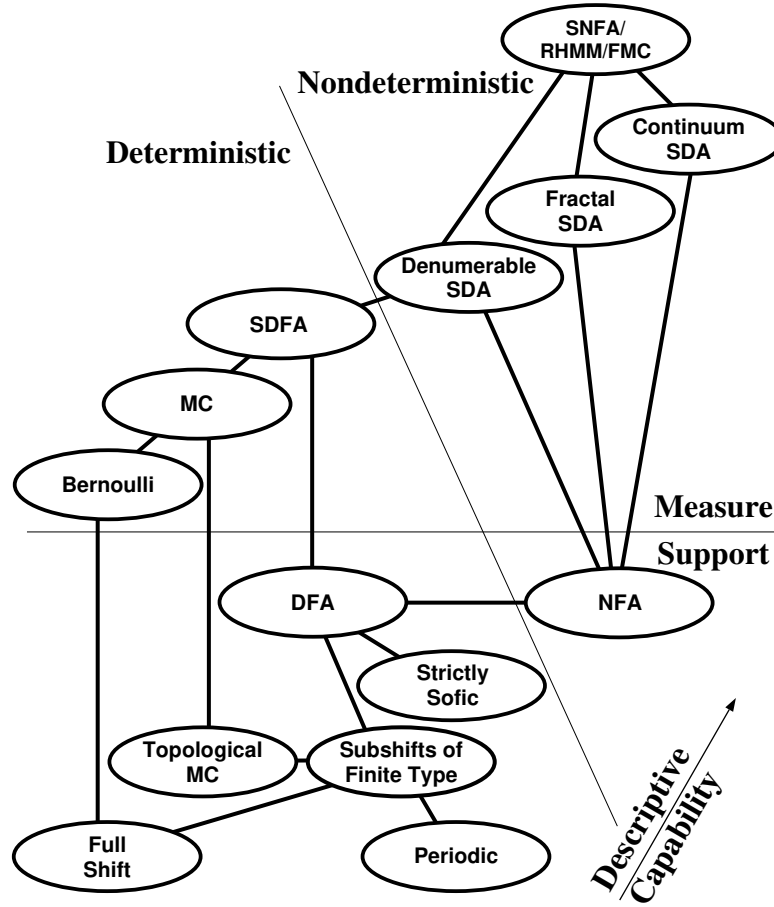 SNFA/
RHMM/FMC
Nondeterministic
Continuum
SDA
Deterministic
Fractal
SDA
Denumerable
SDA
SDFA
MC
Bernoulli
Measure
Support
DFA
NFA
Strictly
Sofic
Topological
MC
Subshifts of
Finite Type
Full
Shift
Periodic
Descriptive
Capability